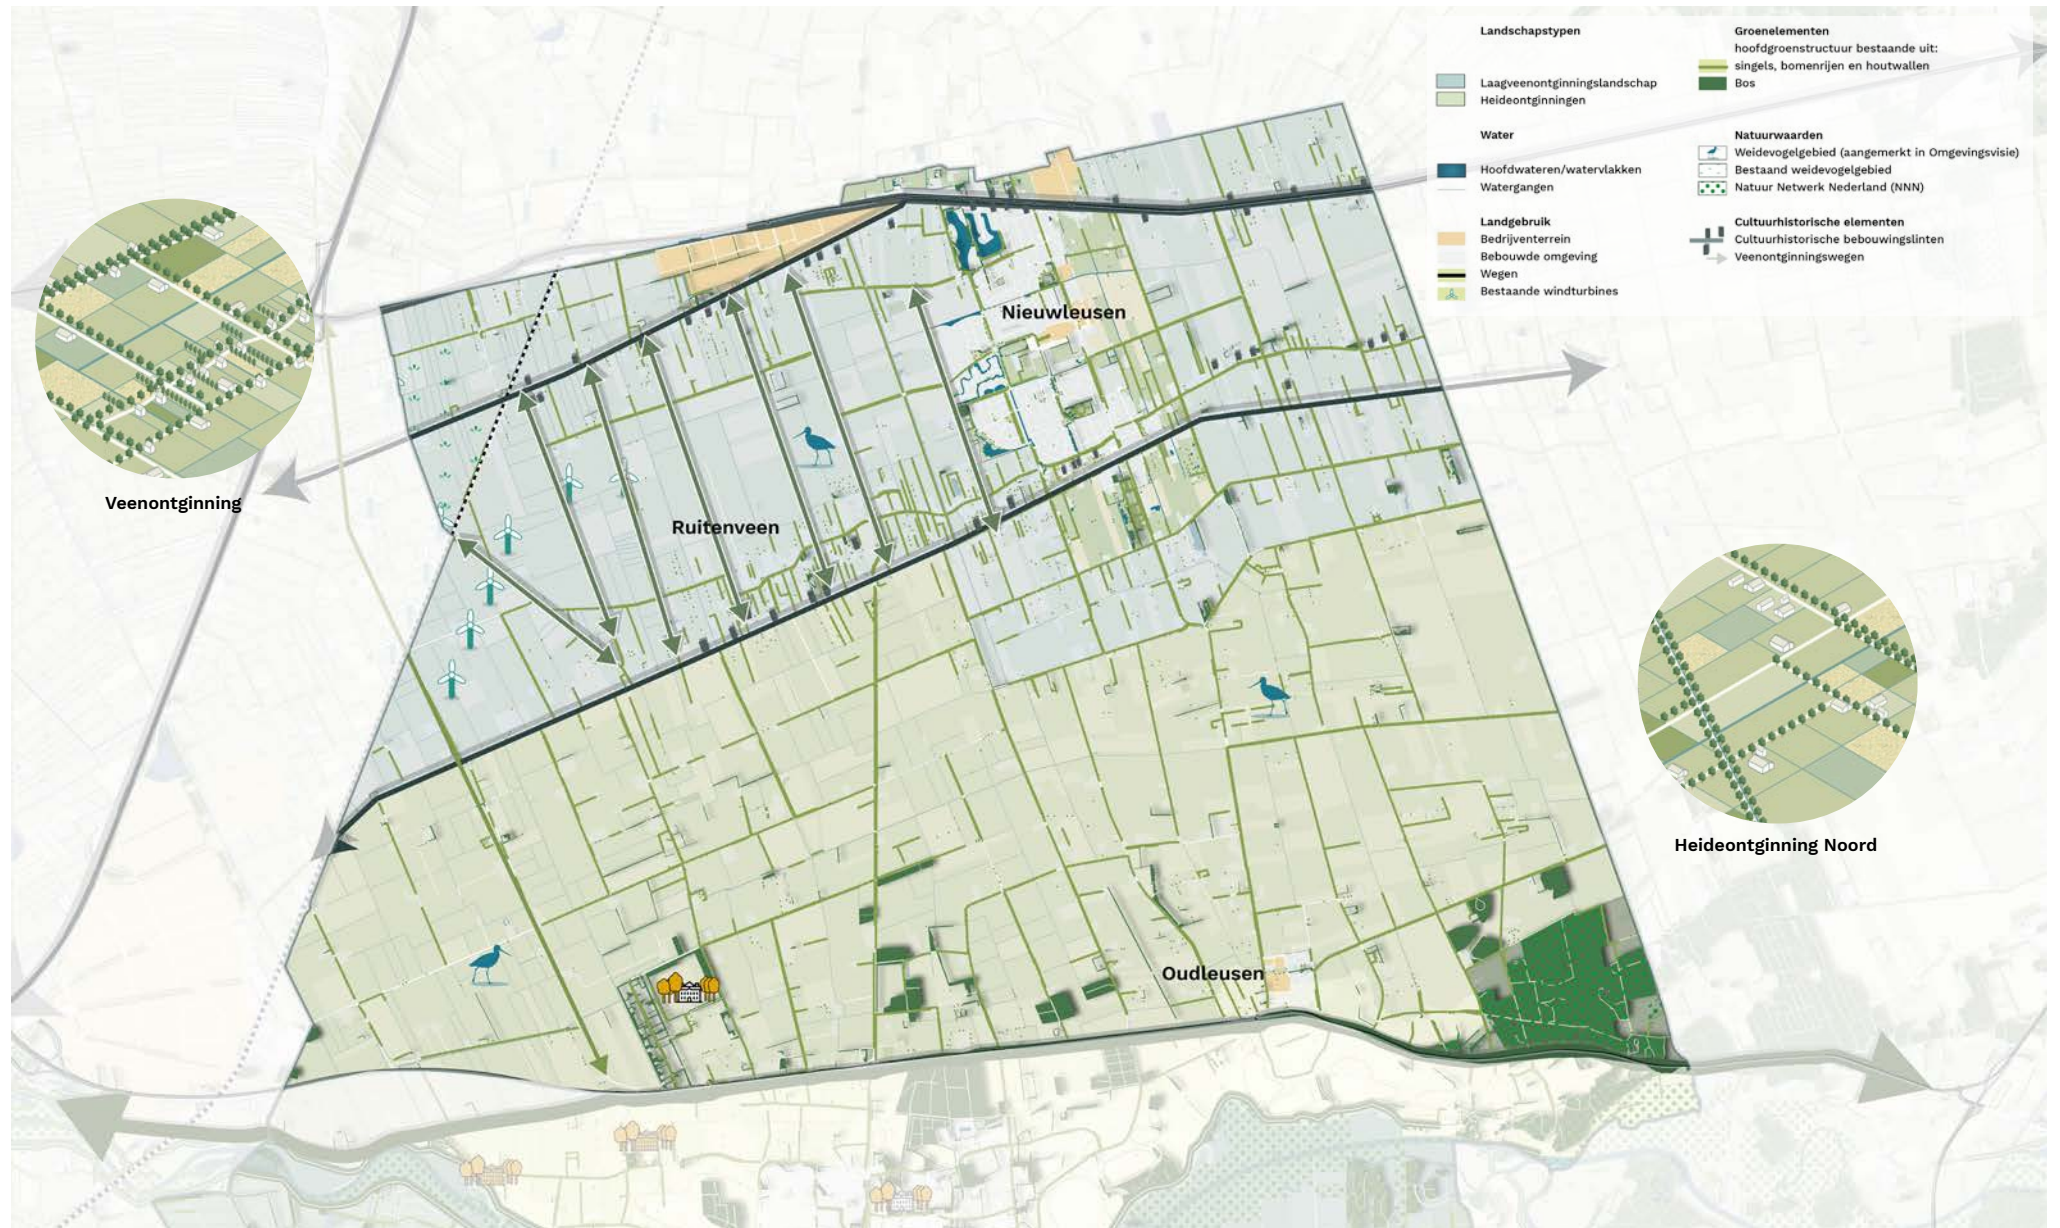 Landschapstypen
Laagveenontginningslandschap
Heideontginningen
Water
Hoofdwateren/watervlakken
Watergangen
Landgebruik
Bedrijventerrein
Bebouwde omgeving
Wegen
Bestaande windturbines
Groenelementen
hoofdgroenstructuur bestaande uit:
singels, bomenrijen en houtwallen
Bos
Natuurwaarden
Weidevogelgebied (aangemerkt in Omgevingsvisie)
Bestaand weidevogelgebied
Natuur Netwerk Nederland (NNN)
Cultuurhistorische elementen
Cultuurhistorische bebouwingslinten
Veenontginningswegen
Nieuwleusen
Veenontginning
Ruitenveen
Heideontginning Noord
Oudleusen